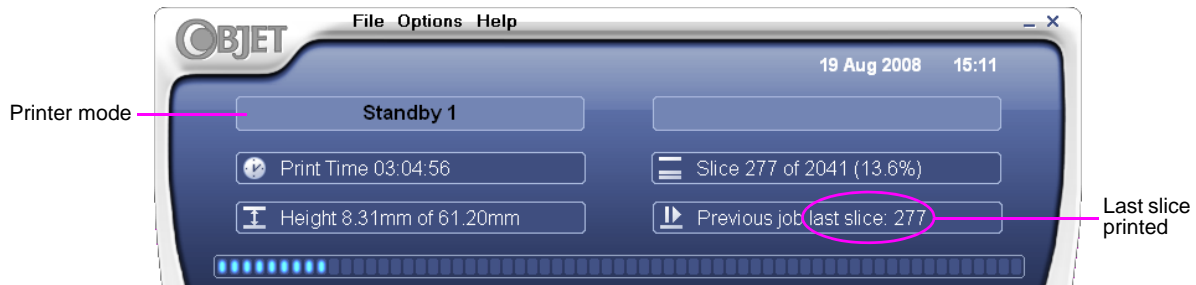 OBJET File Options Help
19 Aug 2008 15:11
Printer mode
Standby 1
Print Time 03:04:56
Slice 277 of 2041 (13.6%)
Height 8.31mm of 61.20mm
Previous job last slice: 277
Last slice
printed